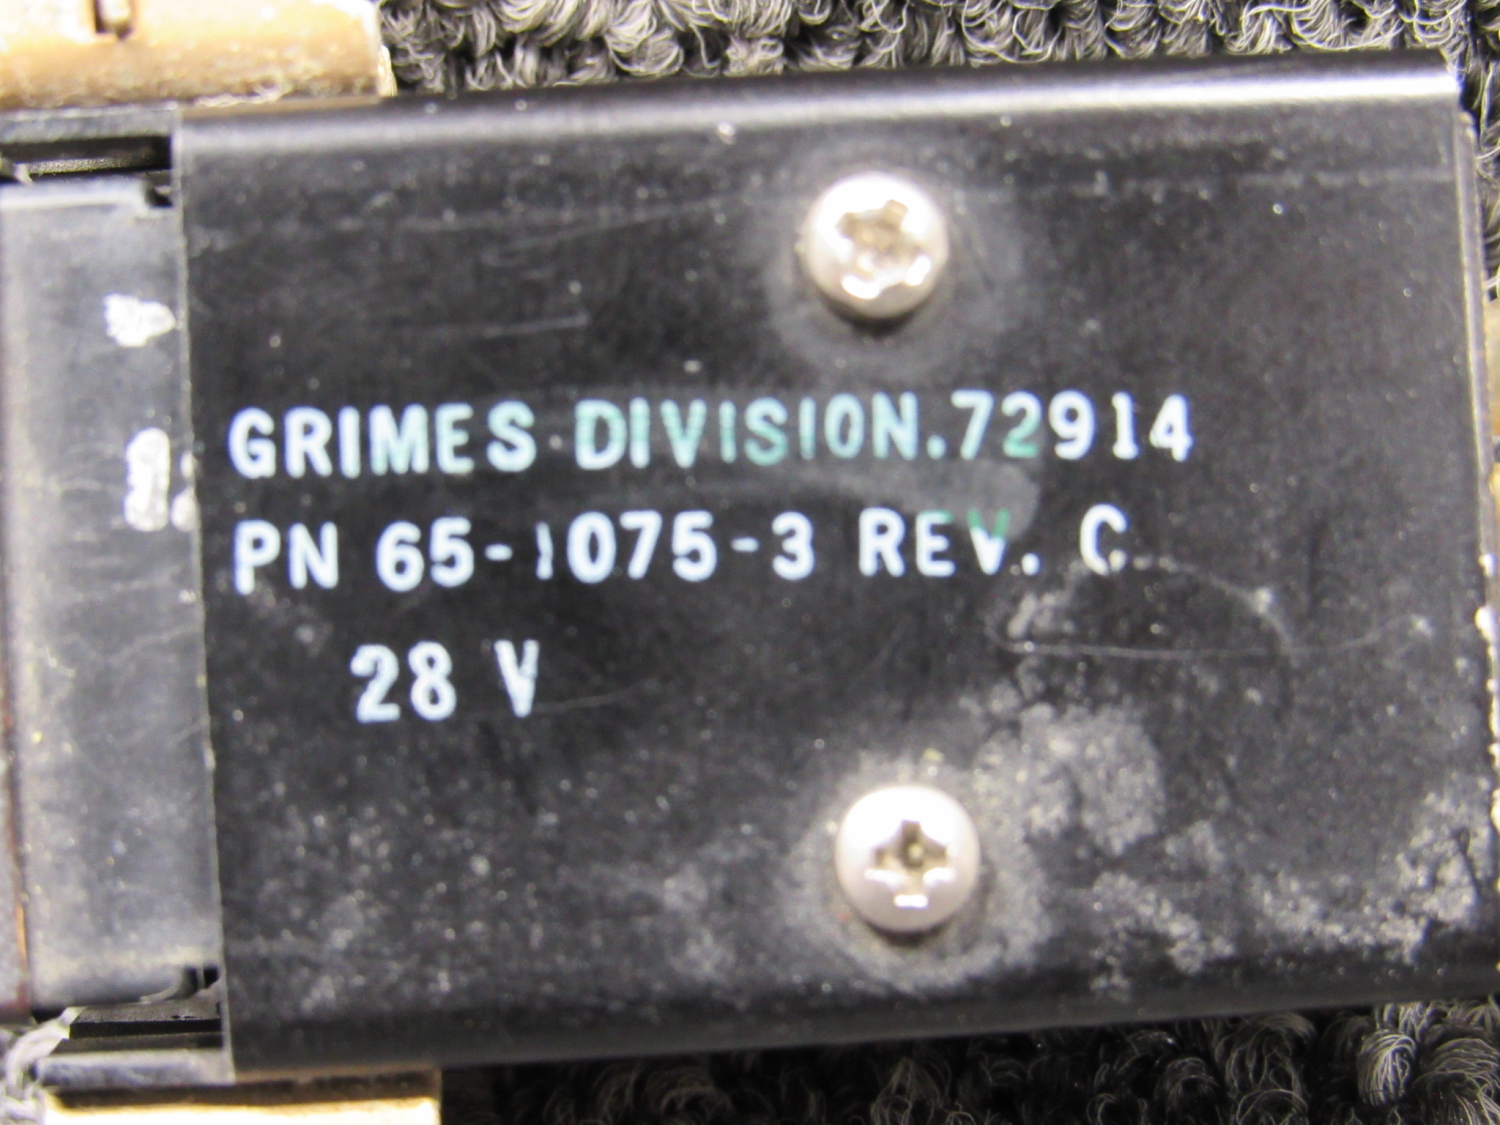 GRIMES DIVISION.72914
PN 65-1075-3 REV. C
28 V